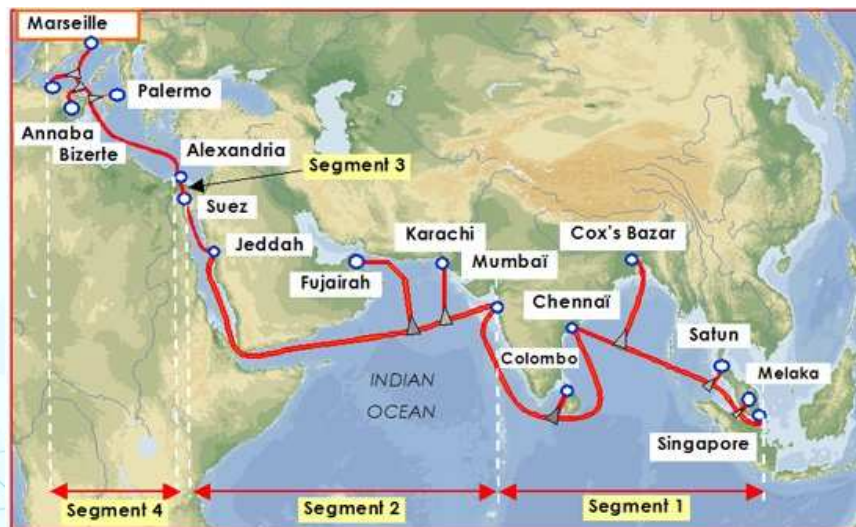 Marseille
Palermo
Annaba
Bizerte
Alexandria
Segment 3
Suez
Jeddah
Fujairah
Karachi
Mumbaï
Cox's Bazar
Chennaï
Colombo
Satun
Melaka
Singapore
INDIAN
OCEAN
Segment 4
Segment 2
Segment 1